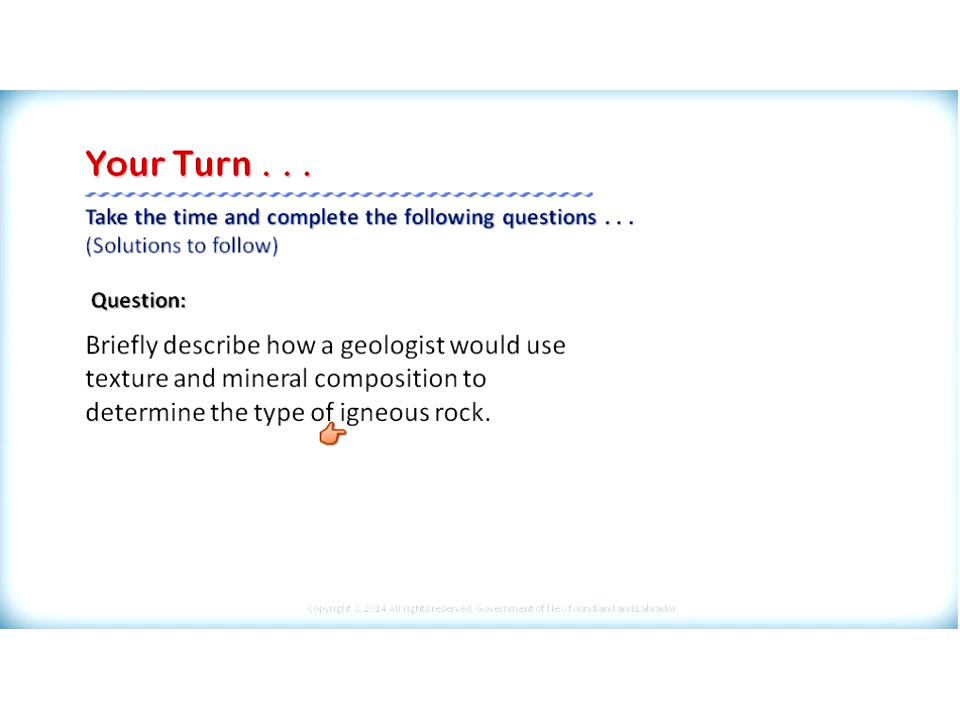 Your Turn . . .
Take the time and complete the following questions . . .
(Solutions to follow)
Question:
Briefly describe how a geologist would use
texture and mineral composition to
determine the type of igneous rock.
Copyright © 2014 All rights reserved, Government of Newfoundland and Labrador